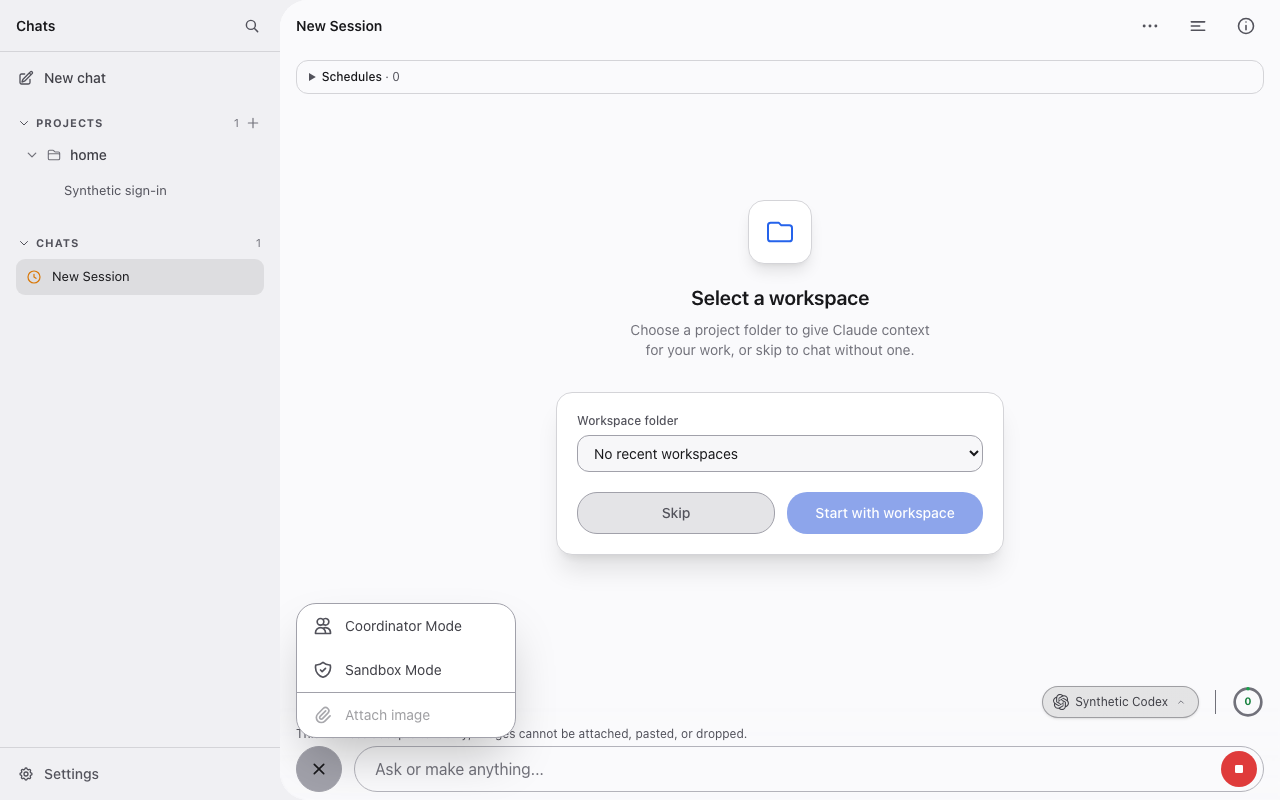 Chats
New Session
Schedules · 0
New chat
PROJECTS 1
home
Synthetic sign-in
CHATS 1
New Session
Select a workspace
Choose a project folder to give Claude context
for your work, or skip to chat without one.
Workspace folder
No recent workspaces
Skip
Start with workspace
Coordinator Mode
Sandbox Mode
Attach image
Synthetic Codex
0
cannot be attached, pasted, or dropped.
Ask or make anything...
Settings